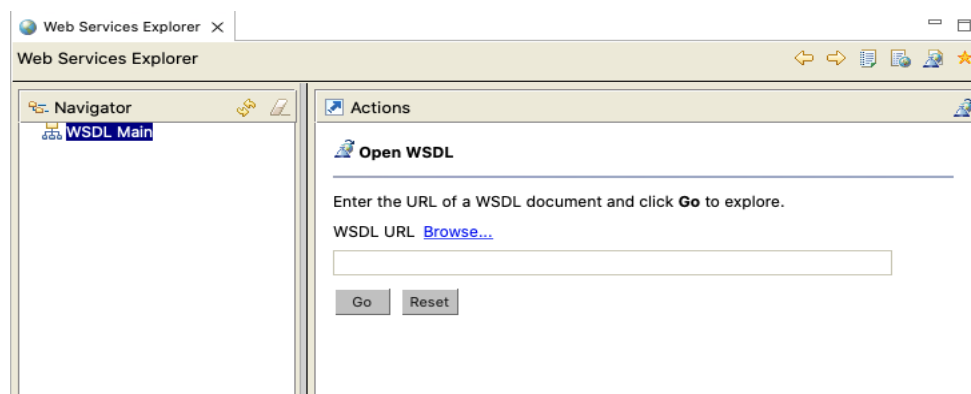 Web Services Explorer
Web Services Explorer
Navigator
WSDL Main
Actions
Open WSDL
Enter the URL of a WSDL document and click Go to explore.
WSDL URL Browse...
Go Reset